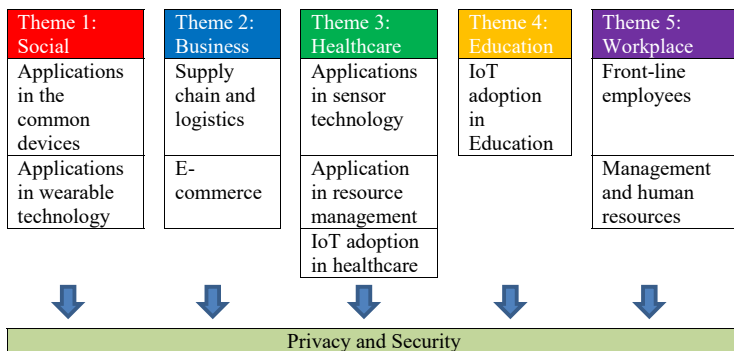 Theme 1:
Social
Applications
in the
common
devices
Applications
in wearable
technology
Theme 2:
Business
Supply
chain and
logistics
E-
commerce
Theme 3:
Healthcare
Applications
in sensor
technology
Application
in resource
management
IoT adoption
in healthcare
Theme 4:
Education
IoT
adoption
in
Education
Theme 5:
Workplace
Front-line
employees
Management
and human
resources
Privacy and Security